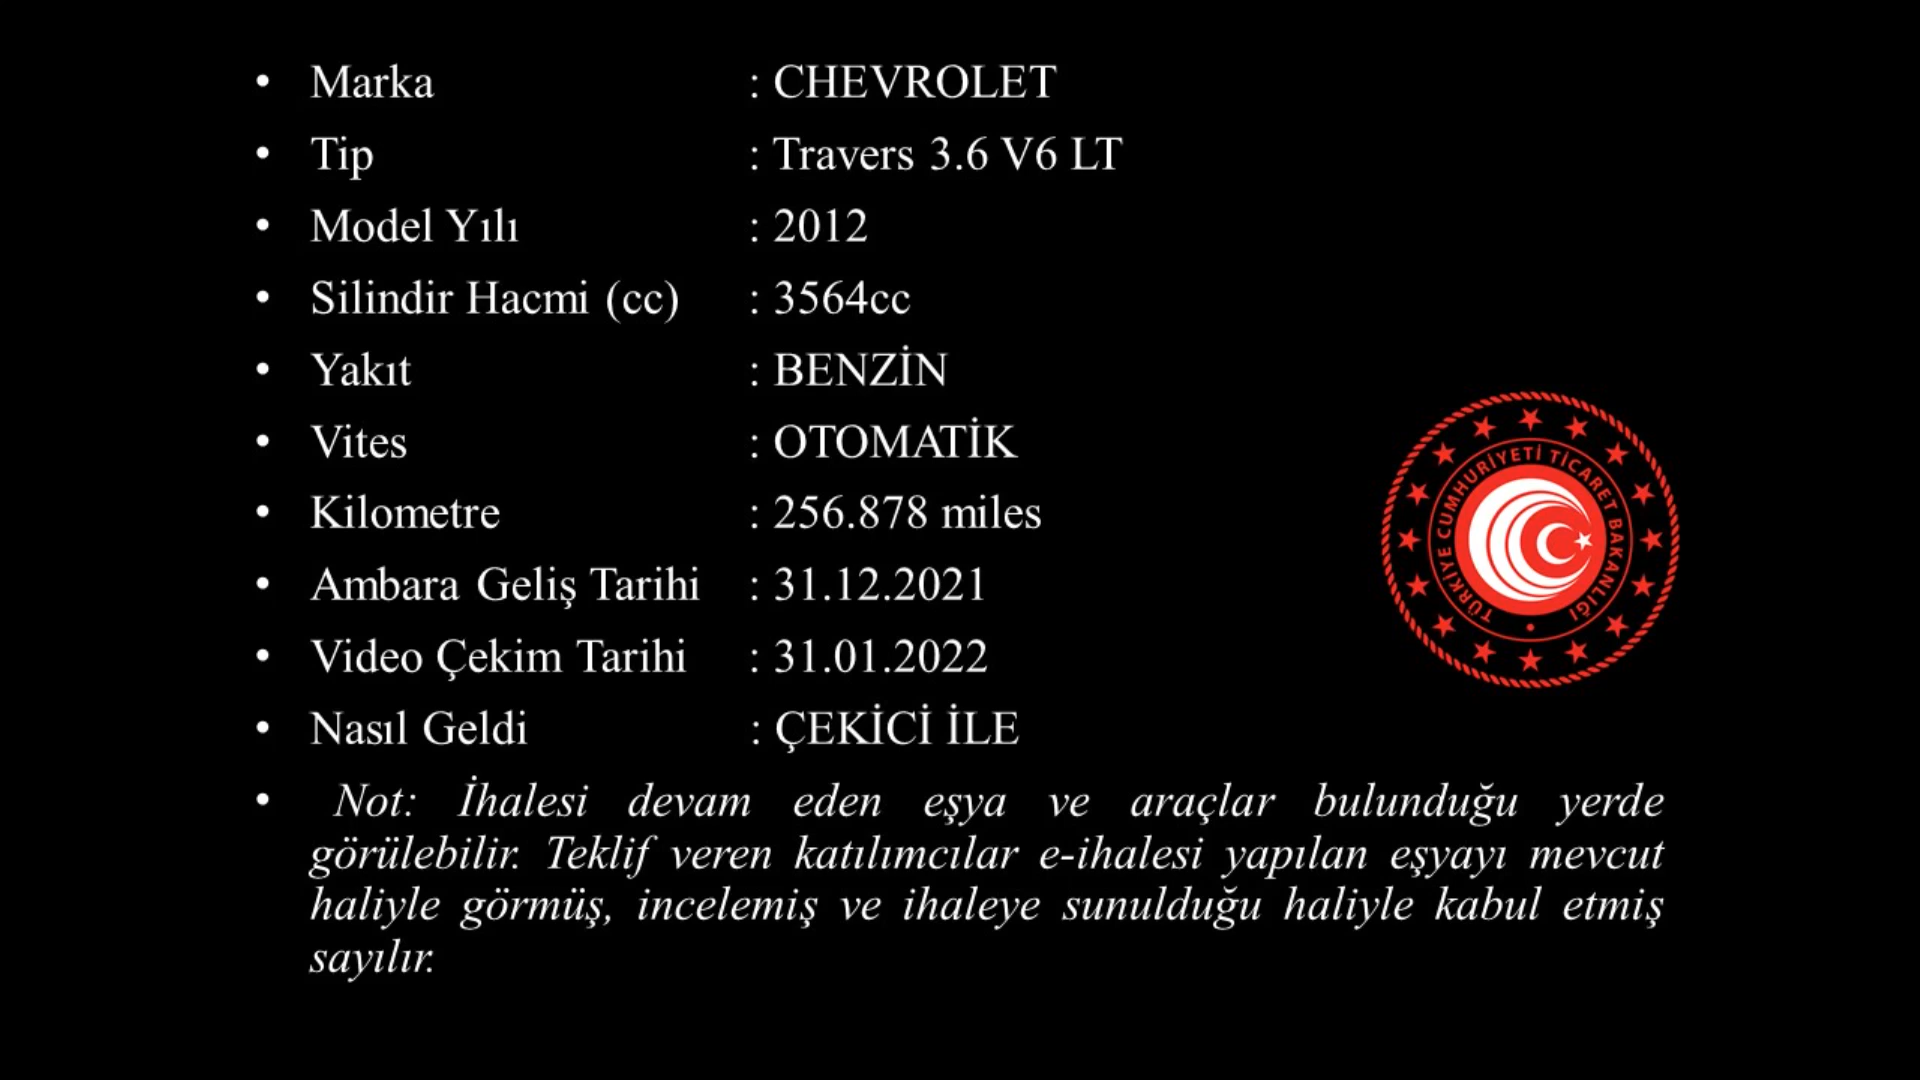 • Marka : CHEVROLET
• Tip : Travers 3.6 V6 LT
• Model Yılı : 2012
• Silindir Hacmi (cc) : 3564cc
• Yakıt : BENZİN
• Vites : OTOMATİK
• Kilometre : 256.878 miles
• Ambara Geliş Tarihi : 31.12.2021
• Video Çekim Tarihi : 31.01.2022
• Nasıl Geldi : ÇEKİCİ İLE
• Not: İhalesi devam eden eşya ve araçlar bulunduğu yerde
görülebilir. Teklif veren katılımcılar e-ihalesi yapılan eşyayı mevcut
haliyle görmüş, incelemiş ve ihaleye sunulduğu haliyle kabul etmiş
sayılır.
TÜRKİYE CUMHURİYETİ TİCARET BAKANLIĞI